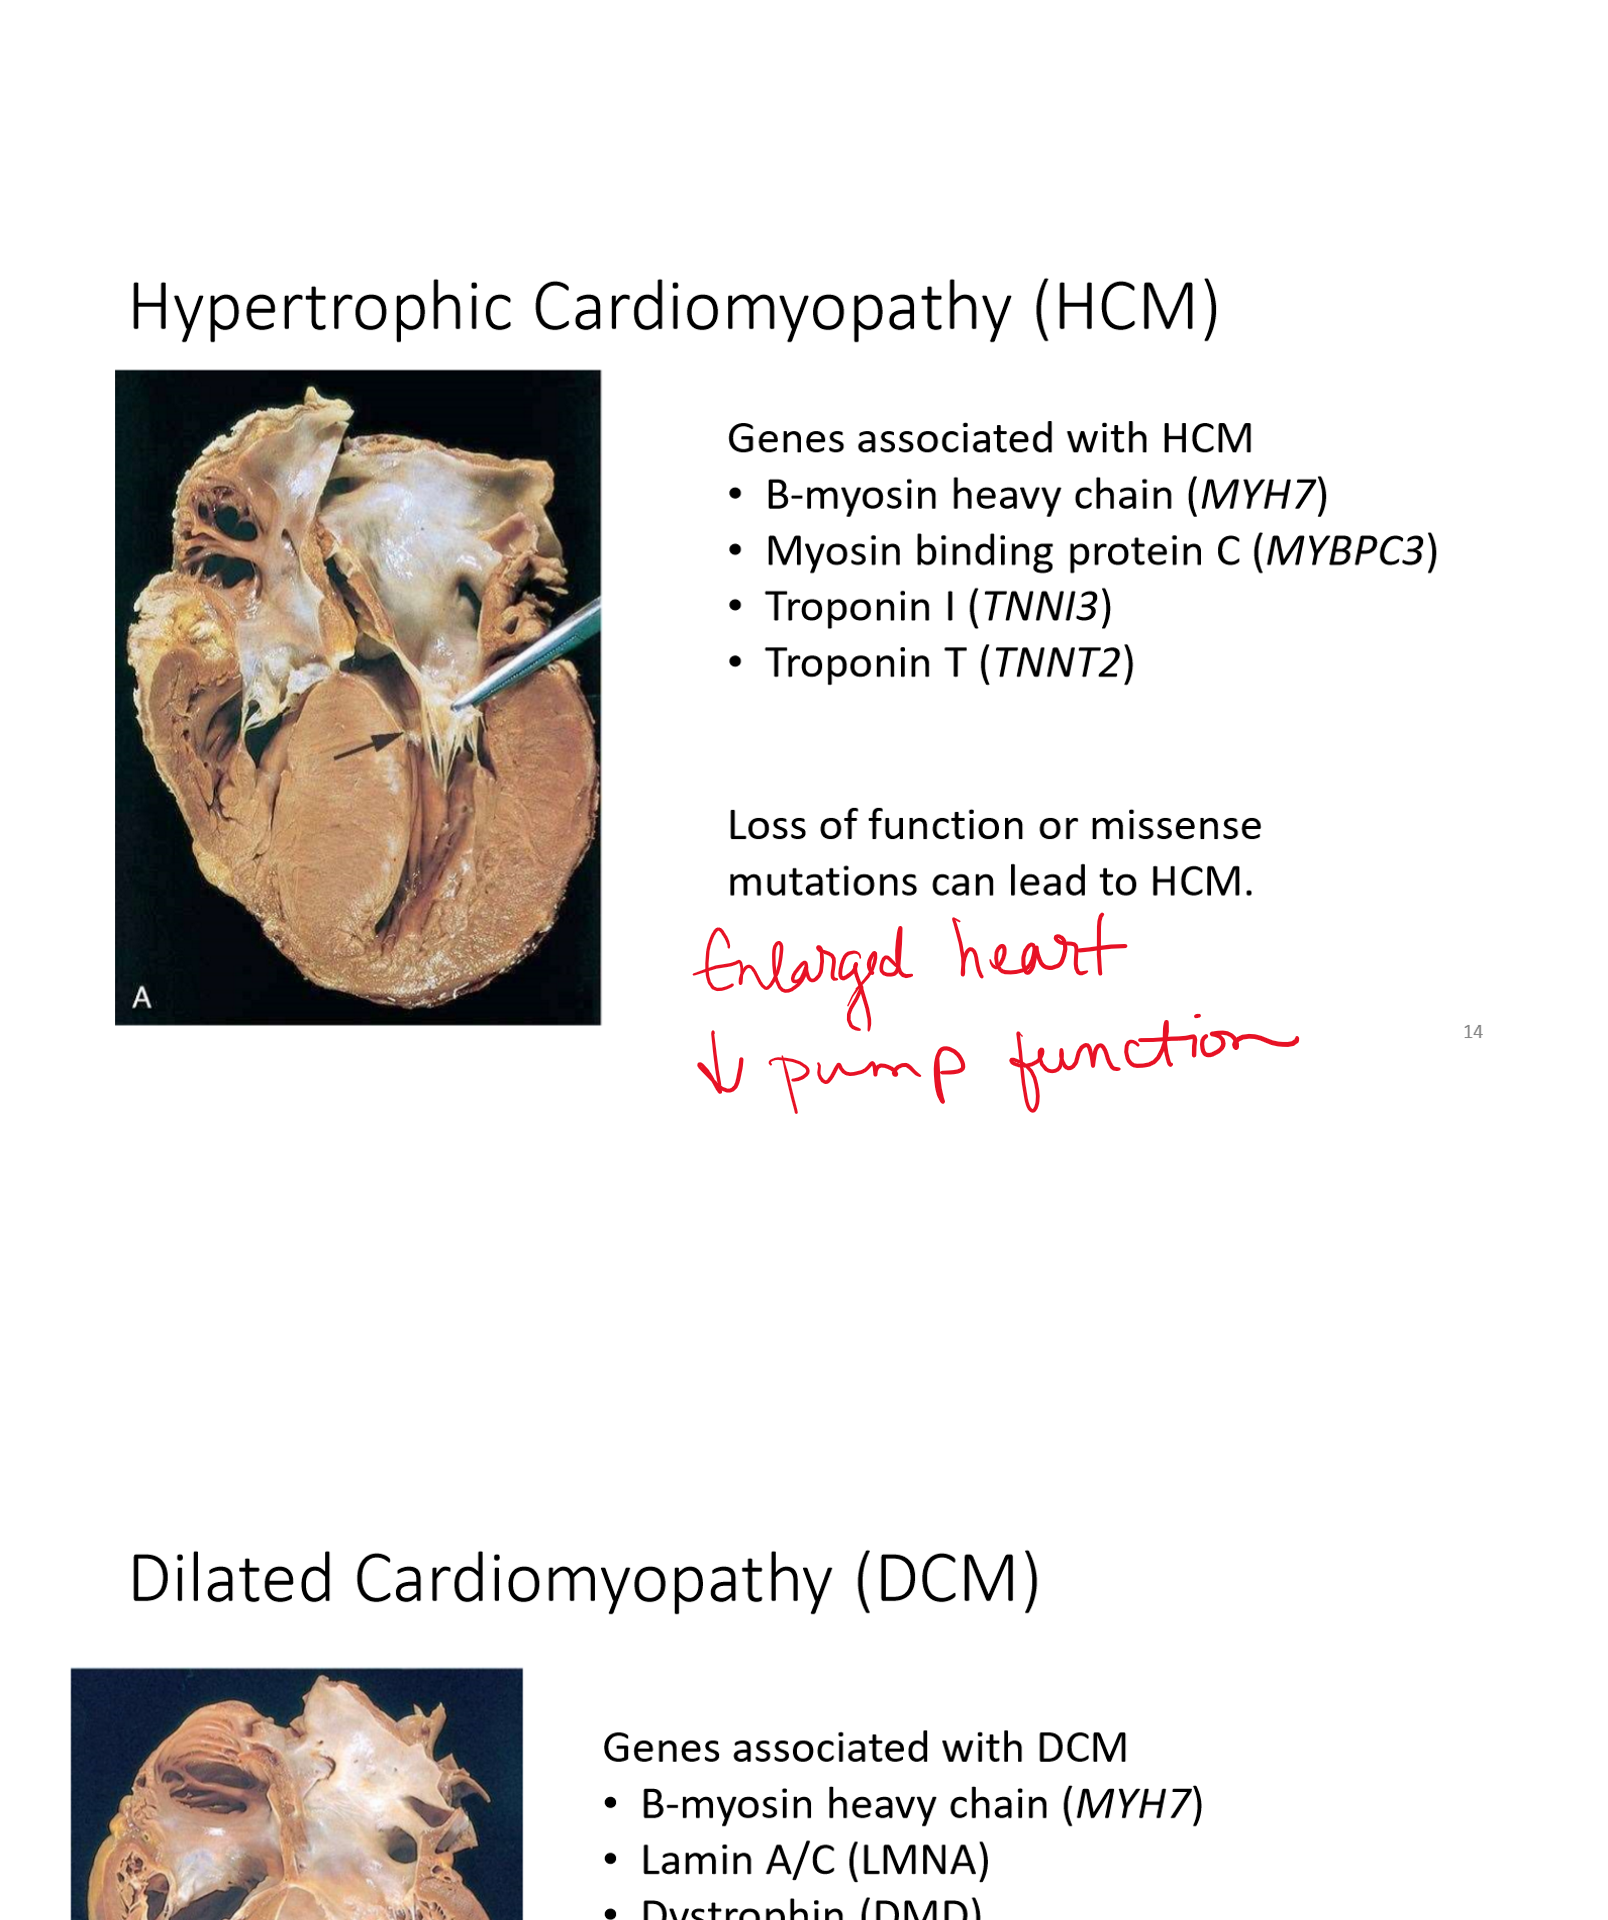 Hypertrophic Cardiomyopathy (HCM)
Genes associated with HCM
• B-myosin heavy chain (MYH7)
• Myosin binding protein C (MYBPC3)
• Troponin I (TNNI3)
• Troponin T (TNNT2)
Loss of function or missense
mutations can lead to HCM.
Enlarged heart
↓ pump function
A
14
Dilated Cardiomyopathy (DCM)
Genes associated with DCM
• B-myosin heavy chain (MYH7)
• Lamin A/C (LMNA)
• Dystrophin (DMD)